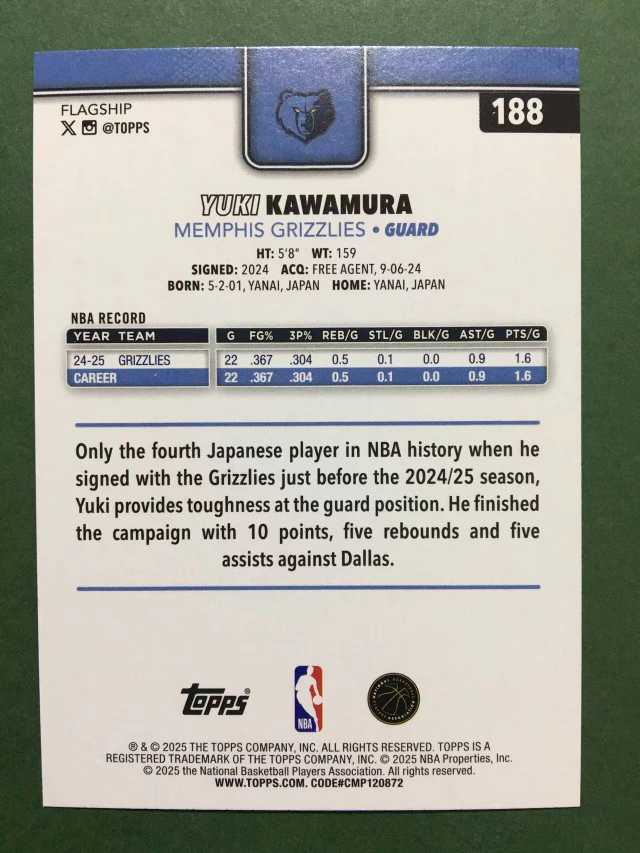 188
FLAGSHIP
@TOPPS
YUKI KAWAMURA
MEMPHIS GRIZZLIES • GUARD
HT: 5'8" WT: 159
SIGNED: 2024 ACQ: FREE AGENT, 9-06-24
BORN: 5-2-01, YANAI, JAPAN HOME: YANAI, JAPAN
NBA RECORD
YEAR TEAM G FG% 3P% REB/G STL/G BLK/G AST/G PTS/G
24-25 GRIZZLIES 22 .367 .304 0.5 0.1 0.0 0.9 1.6
CAREER 22 .367 .304 0.5 0.1 0.0 0.9 1.6
Only the fourth Japanese player in NBA history when he
signed with the Grizzlies just before the 2024/25 season,
Yuki provides toughness at the guard position. He finished
the campaign with 10 points, five rebounds and five
assists against Dallas.
Topps®
NBA
® & © 2025 THE TOPPS COMPANY, INC. ALL RIGHTS RESERVED. TOPPS IS A
REGISTERED TRADEMARK OF THE TOPPS COMPANY, INC. © 2025 NBA Properties, Inc.
© 2025 the National Basketball Players Association. All rights reserved.
WWW.TOPPS.COM. CODE#CMP120872